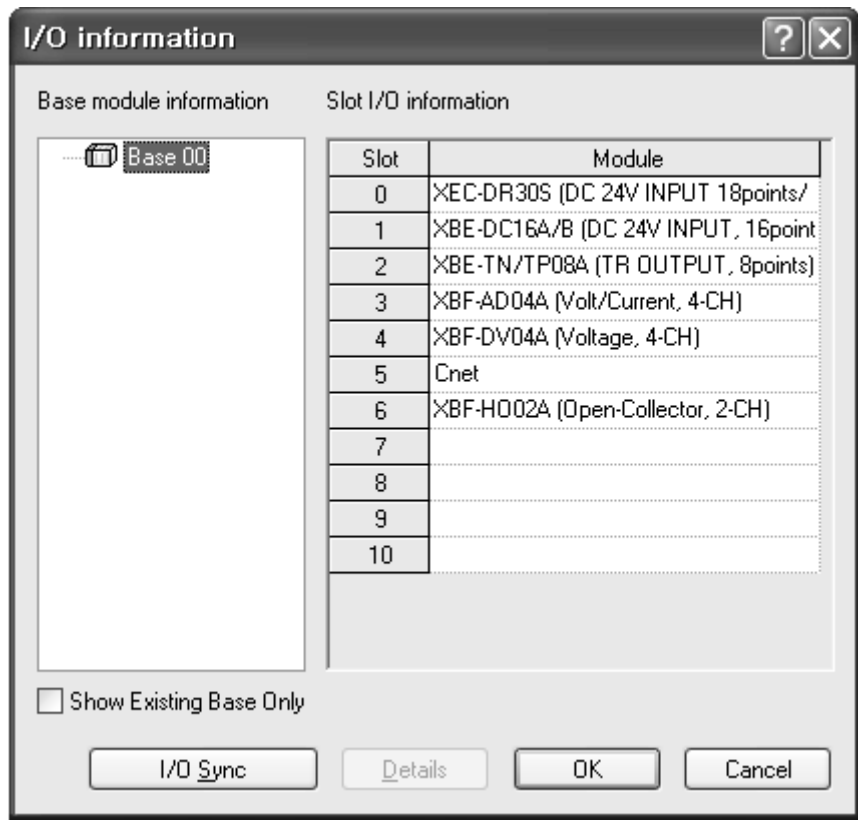 I/O information
Base module information
Slot I/O information
Base 00
Slot Module
0 XEC-DR30S (DC 24V INPUT 18points/
1 XBE-DC16A/B (DC 24V INPUT, 16point
2 XBE-TN/TP08A (TR OUTPUT, 8points)
3 XBF-AD04A (Volt/Current, 4-CH)
4 XBF-DV04A (Voltage, 4-CH)
5 Cnet
6 XBF-HO02A (Open-Collector, 2-CH)
7
8
9
10
Show Existing Base Only
I/O Sync
Details
OK
Cancel